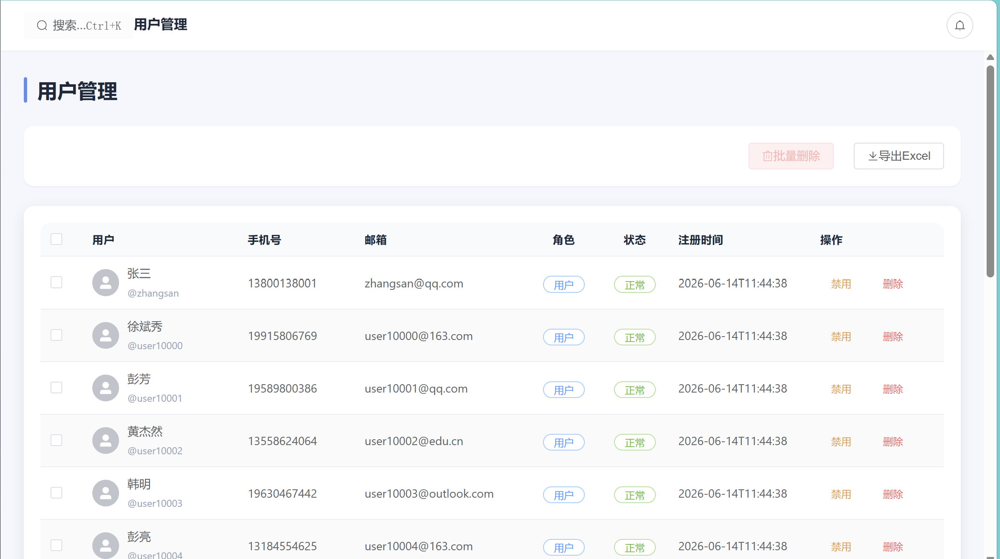 搜索...Ctrl+K 用户管理
用户管理
批量删除 导出Excel
用户 手机号 邮箱 角色 状态 注册时间 操作
张三
@zhangsan 13800138001 zhangsan@qq.com 用户 正常 2026-06-14T11:44:38 禁用 删除
徐斌秀
@user10000 19915806769 user10000@163.com 用户 正常 2026-06-14T11:44:38 禁用 删除
彭芳
@user10001 19589800386 user10001@qq.com 用户 正常 2026-06-14T11:44:38 禁用 删除
黄杰然
@user10002 13558624064 user10002@edu.cn 用户 正常 2026-06-14T11:44:38 禁用 删除
韩明
@user10003 19630467442 user10003@outlook.com 用户 正常 2026-06-14T11:44:38 禁用 删除
彭亮
@user10004 13184554625 user10004@163.com 用户 正常 2026-06-14T11:44:38 禁用 删除